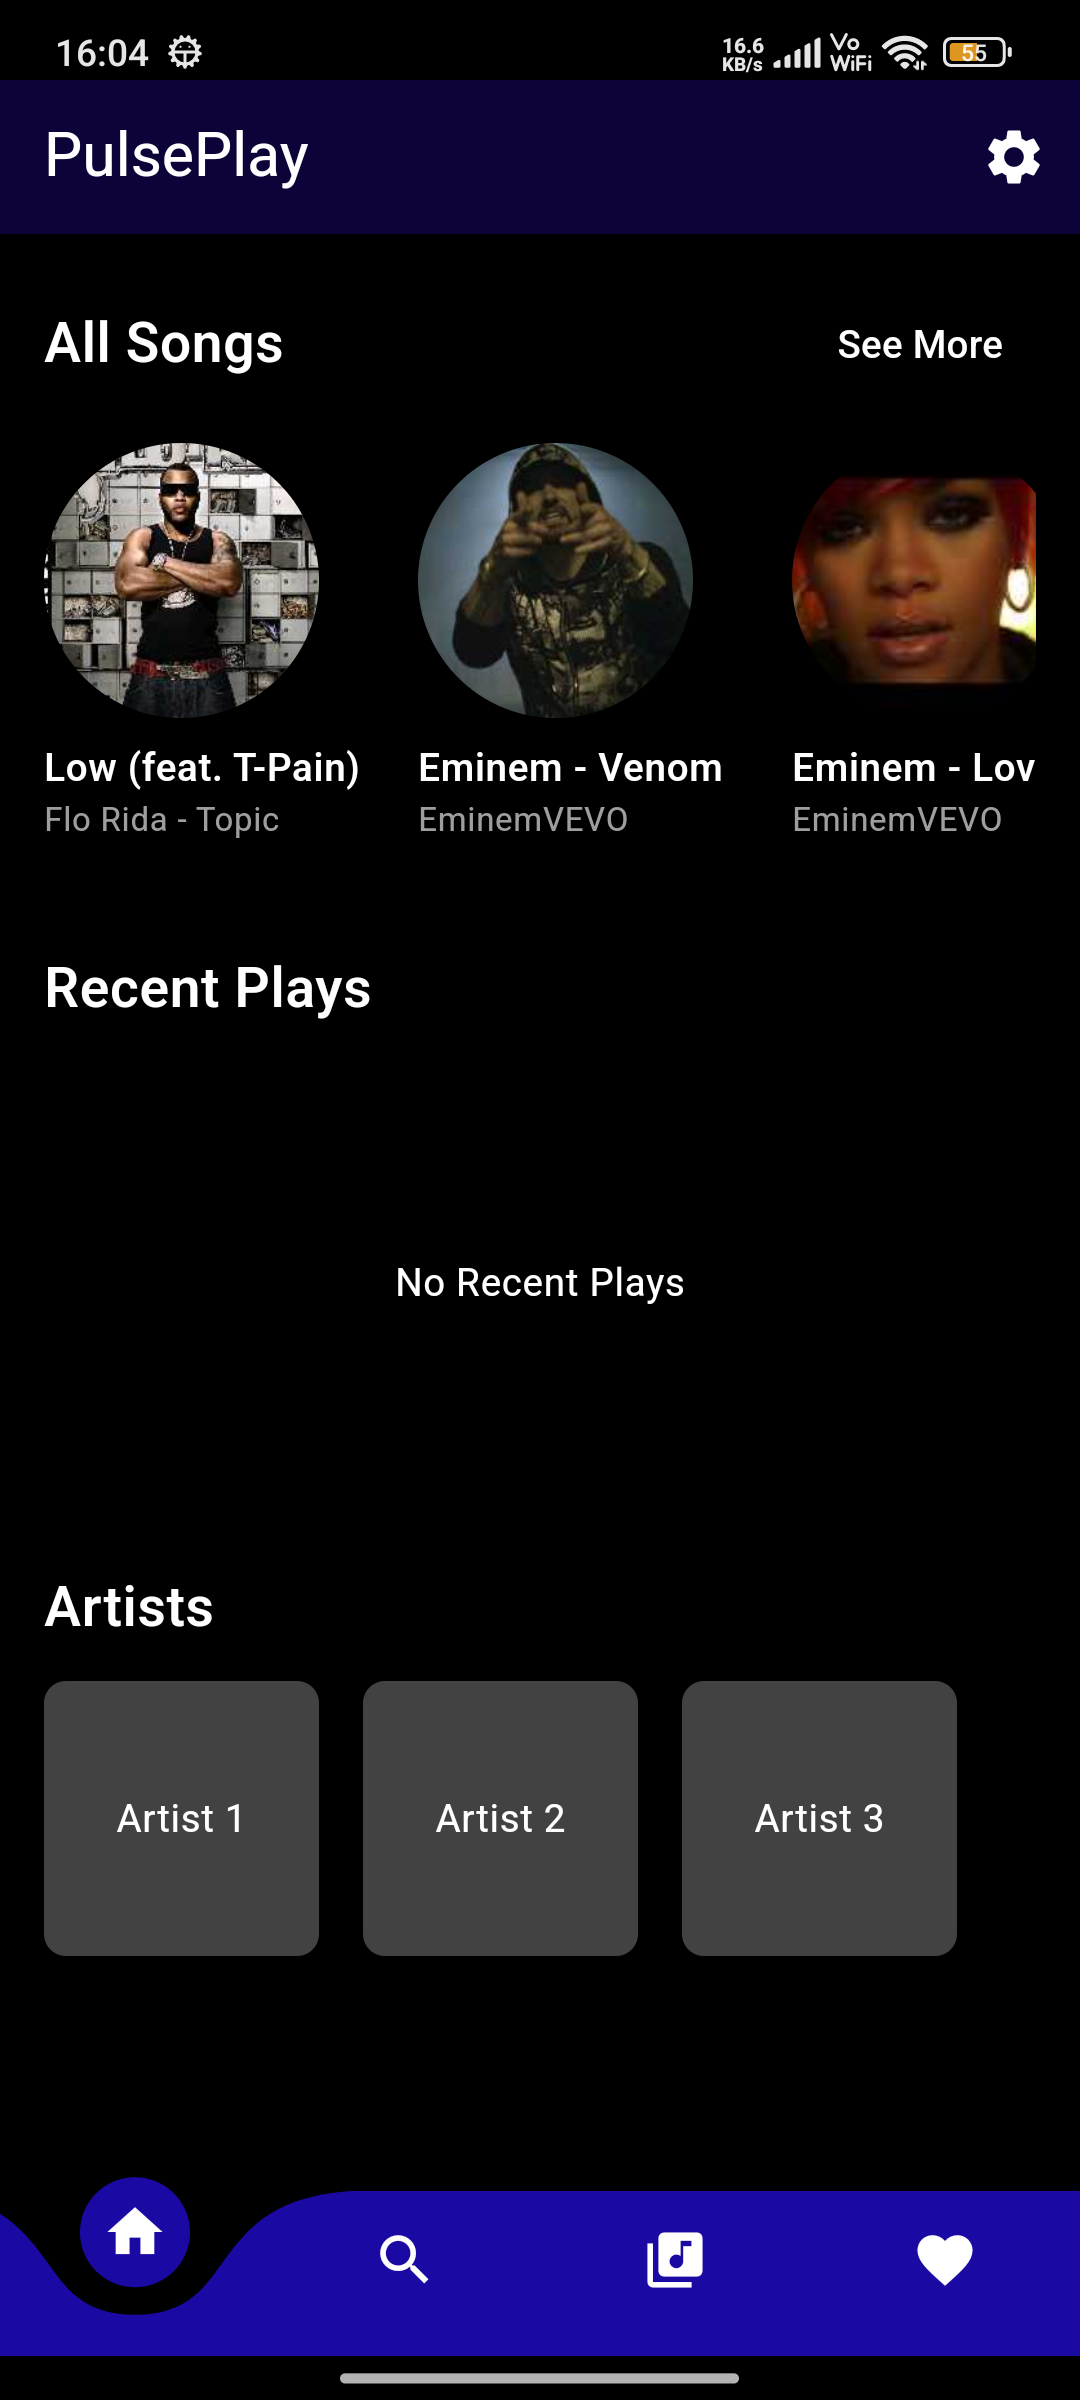 16:04
16.6
KB/s
Vo
WiFi
55
PulsePlay
All Songs
See More
Low (feat. T-Pain)
Eminem - Venom
Eminem - Lov
Flo Rida - Topic
EminemVEVO
EminemVEVO
Recent Plays
No Recent Plays
Artists
Artist 1
Artist 2
Artist 3